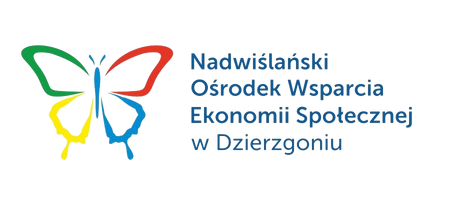 Nadwiślański
Ośrodek Wsparcia
Ekonomii Społecznej
w Dzierzgoniu